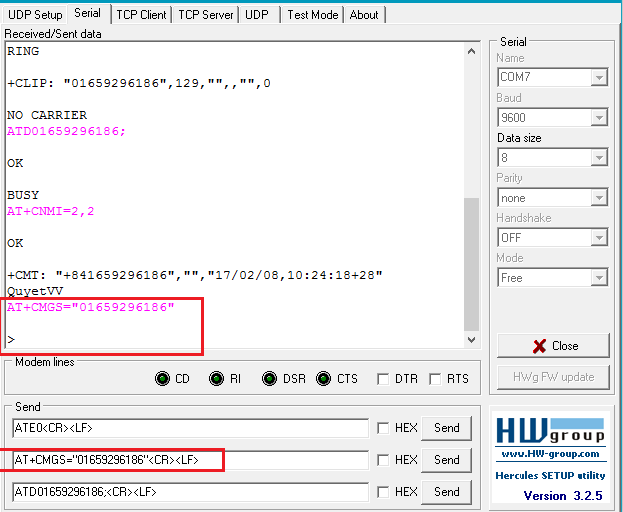 UDP Setup Serial TCP Client TCP Server UDP Test Mode About
Received/Sent data
RING
+CLIP: "01659296186",129,"",,"",0
NO CARRIER
ATD01659296186;
OK
BUSY
AT+CNMI=2,2
OK
+CMT: "+841659296186","","17/02/08,10:24:18+28"
QuyetVV
AT+CMGS="01659296186"
>
Serial
Name
COM7
Baud
9600
Data size
8
Parity
none
Handshake
OFF
Mode
Free
Close
HWg FW update
Modem lines
CD RI DSR CTS DTR RTS
Send
ATE0<CR><LF> HEX Send
AT+CMGS="01659296186"<CR><LF> HEX Send
ATD01659296186;<CR><LF> HEX Send
HWgroup
www.HW-group.com
Hercules SETUP utility
Version 3.2.5